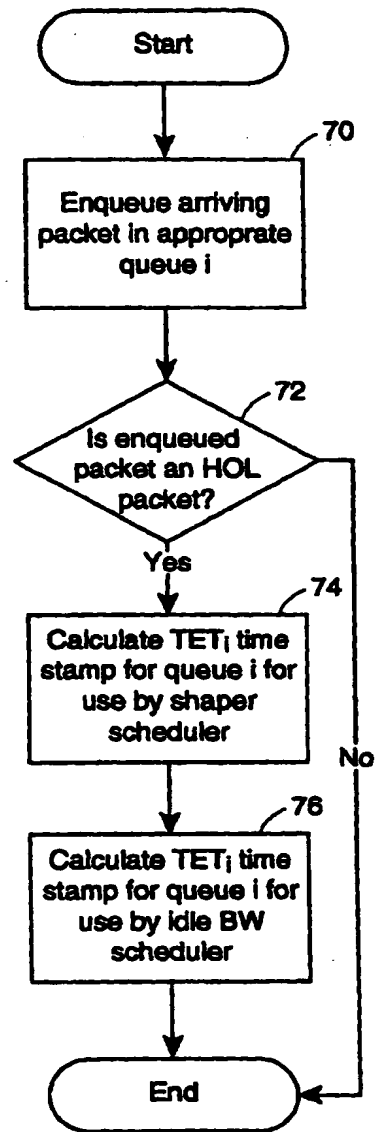 Start
70
Enqueue arriving
packet in approprate
queue i
72
Is enqueued
packet an HOL
packet?
Yes
74
Calculate TETi time
stamp for queue i for
use by shaper
scheduler
No
76
Calculate TETi time
stamp for queue i for
use by idle BW
scheduler
End